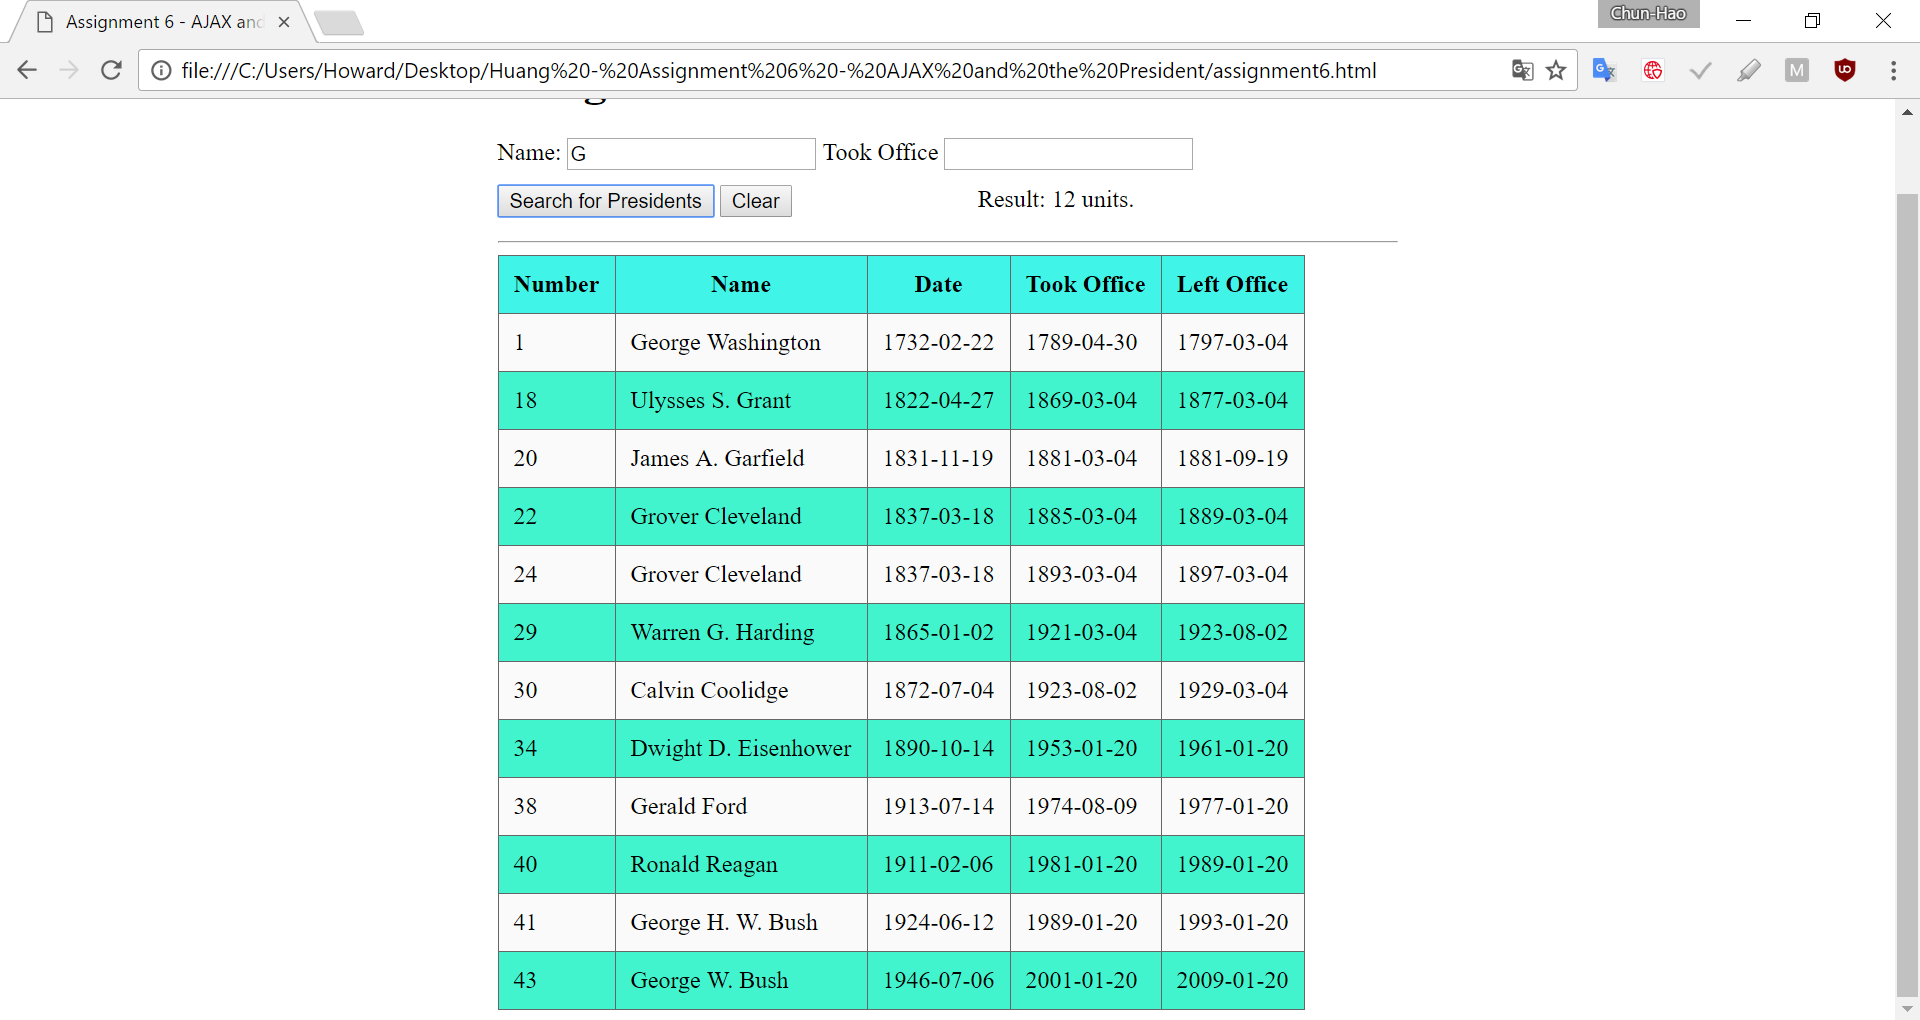 Chun-Hao
Assignment 6 - AJAX and
file:///C:/Users/Howard/Desktop/Huang%20-%20Assignment%206%20-%20AJAX%20and%20the%20President/assignment6.html
M
Name: G Took Office
Search for Presidents Clear Result: 12 units.
Number Name Date Took Office Left Office
1 George Washington 1732-02-22 1789-04-30 1797-03-04
18 Ulysses S. Grant 1822-04-27 1869-03-04 1877-03-04
20 James A. Garfield 1831-11-19 1881-03-04 1881-09-19
22 Grover Cleveland 1837-03-18 1885-03-04 1889-03-04
24 Grover Cleveland 1837-03-18 1893-03-04 1897-03-04
29 Warren G. Harding 1865-01-02 1921-03-04 1923-08-02
30 Calvin Coolidge 1872-07-04 1923-08-02 1929-03-04
34 Dwight D. Eisenhower 1890-10-14 1953-01-20 1961-01-20
38 Gerald Ford 1913-07-14 1974-08-09 1977-01-20
40 Ronald Reagan 1911-02-06 1981-01-20 1989-01-20
41 George H. W. Bush 1924-06-12 1989-01-20 1993-01-20
43 George W. Bush 1946-07-06 2001-01-20 2009-01-20